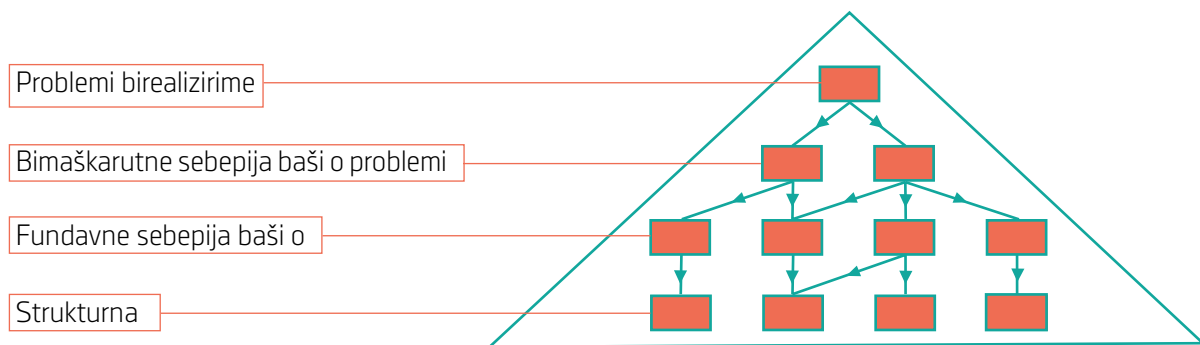 Problemi birealizirime
Bimaškarutne sebepija baši o problemi
Fundavne sebepija baši o
Strukturna